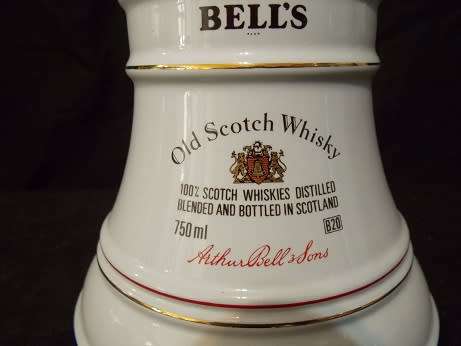 BELL'S
Old Scotch Whisky
100% SCOTCH WHISKIES DISTILLED
BLENDED AND BOTTLED IN SCOTLAND
750ml B20
Arthur Bell & Sons